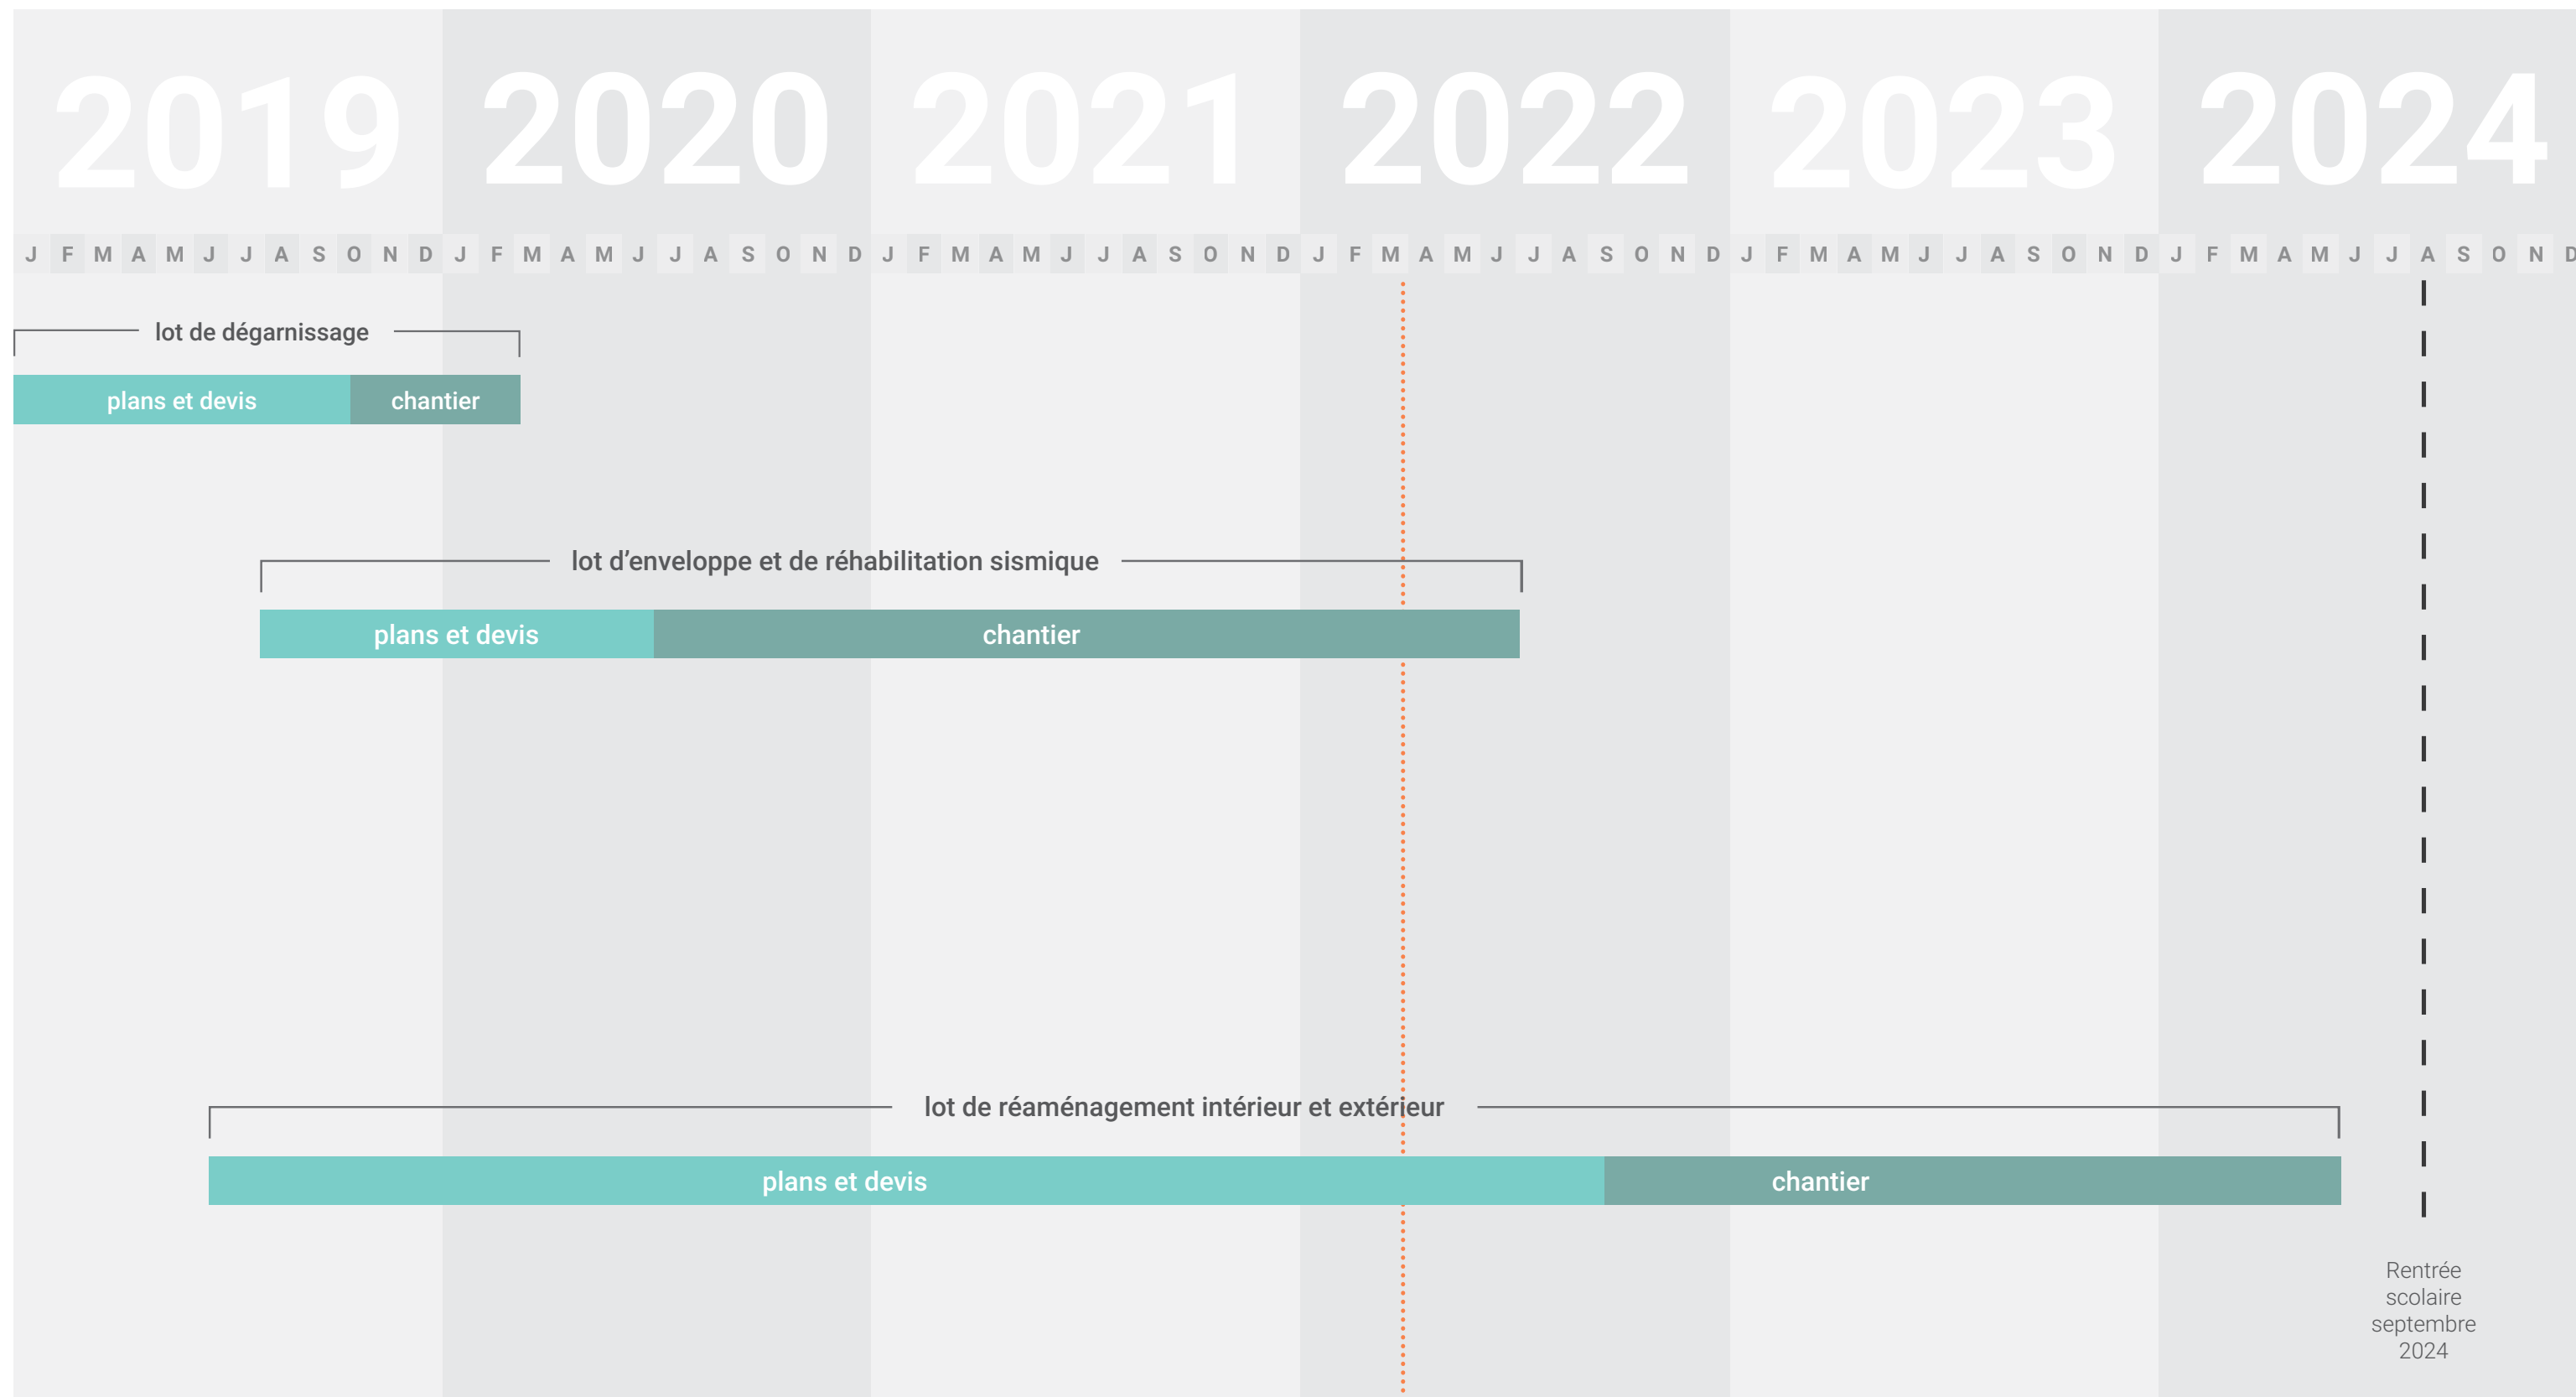 2019 2020 2021 2022 2023 2024
J F M A M J J A S O N D J F M A M J J A S O N D J F M A M J J A S O N D J F M A M J J A S O N D J F M A M J J A S O N D J F M A M J J A S O N D
lot de dégarnissage
plans et devis chantier
lot d’enveloppe et de réhabilitation sismique
plans et devis chantier
lot de réaménagement intérieur et extérieur
plans et devis chantier
Rentrée
scolaire
septembre
2024